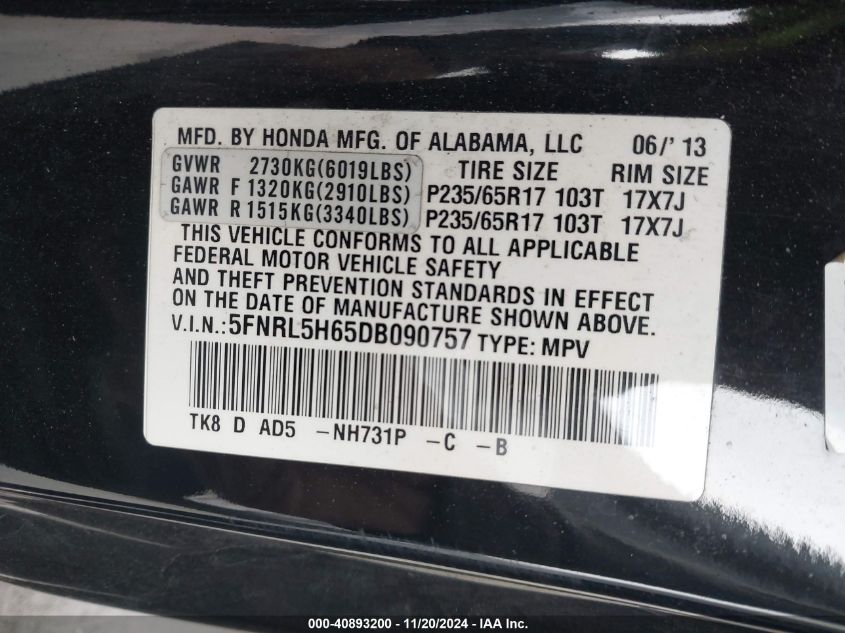 MFD. BY HONDA MFG. OF ALABAMA, LLC 06/' 13
GVWR 2730KG(6019LBS) TIRE SIZE RIM SIZE
GAWR F 1320KG(2910LBS) P235/65R17 103T 17X7J
GAWR R 1515KG(3340LBS) P235/65R17 103T 17X7J
THIS VEHICLE CONFORMS TO ALL APPLICABLE
FEDERAL MOTOR VEHICLE SAFETY
AND THEFT PREVENTION STANDARDS IN EFFECT
ON THE DATE OF MANUFACTURE SHOWN ABOVE.
V.I.N.:5FNRL5H65DB090757 TYPE: MPV
TK8 D AD5 -NH731P -C -B
000-40893200 - 11/20/2024 - IAA Inc.